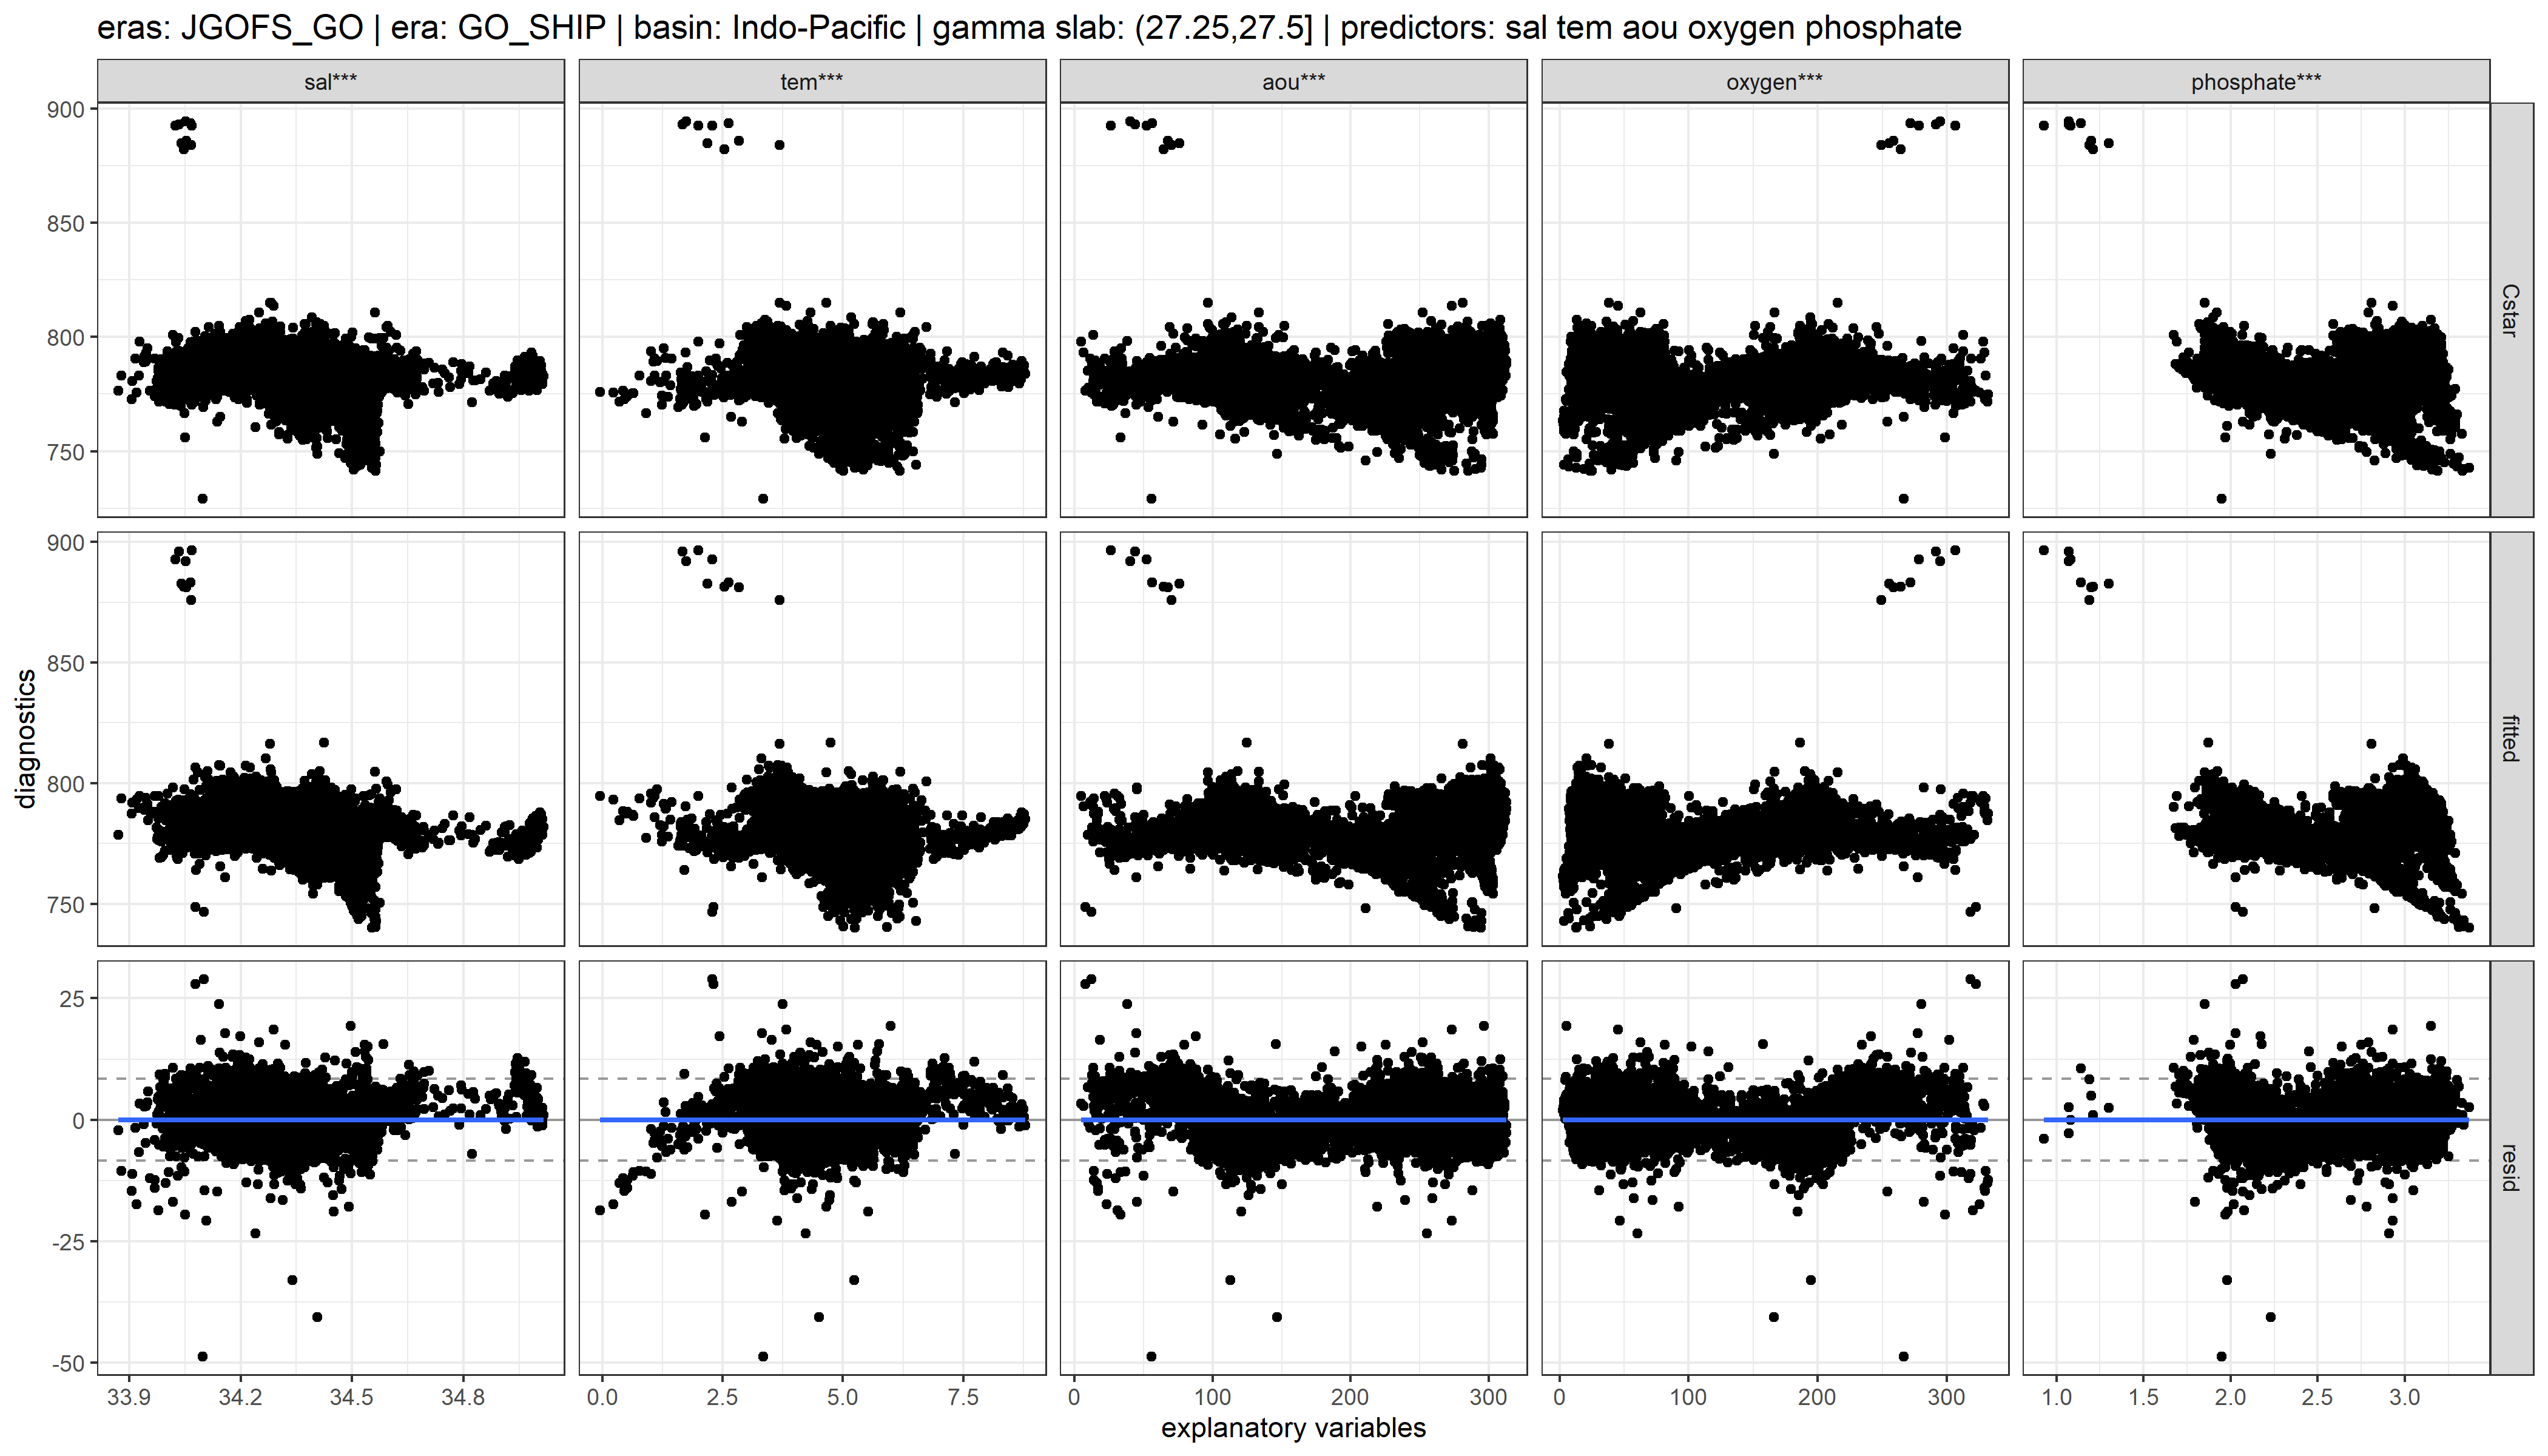 eras: JGOFS_GO | era: GO_SHIP | basin: Indo-Pacific | gamma slab: (27.25,27.5] | predictors: sal tem aou oxygen phosphate
sal*** tem*** aou*** oxygen*** phosphate***
900
850
800
750
Cstar
900
850
800
750
fitted
diagnostics
25
0
-25
-50
resid
33.9 34.2 34.5 34.8 0.0 2.5 5.0 7.5 0 100 200 300 0 100 200 300 1.0 1.5 2.0 2.5 3.0
explanatory variables